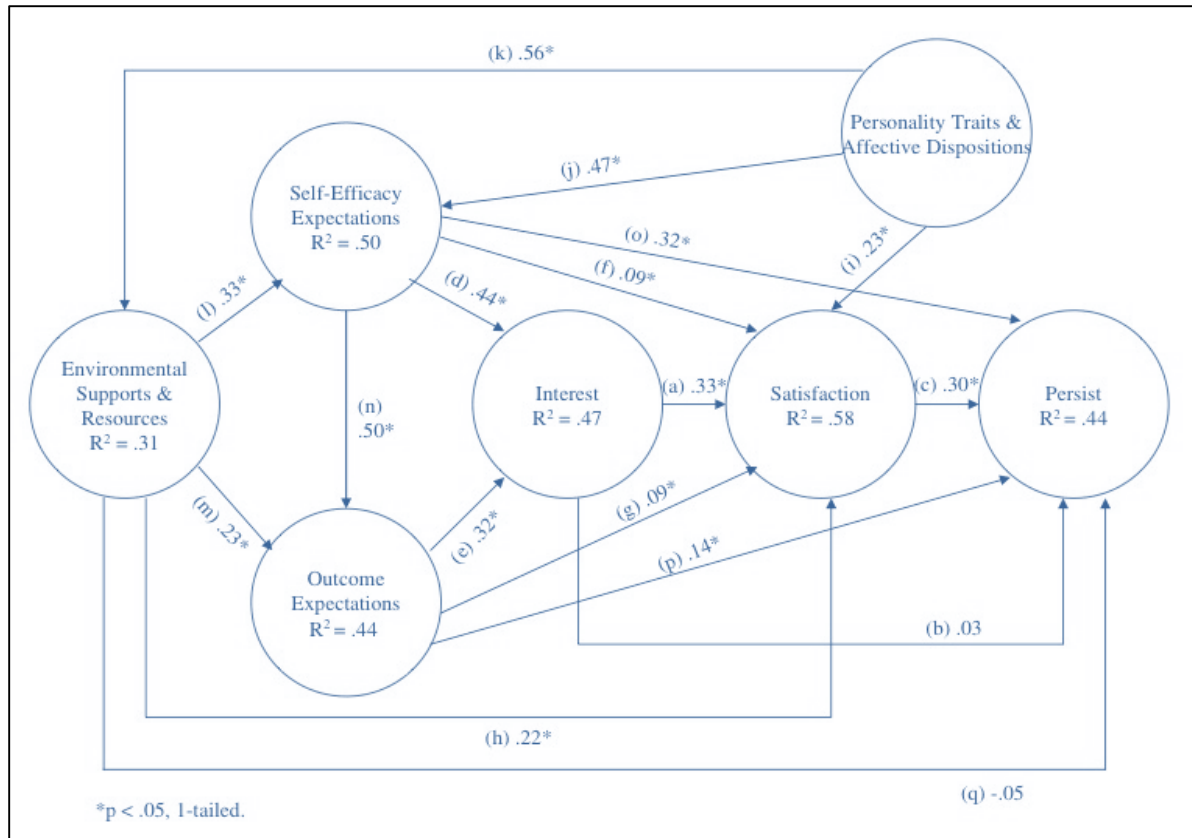 (k) .56*
Personality Traits &
Affective Dispositions
(j) .47*
Self-Efficacy
Expectations
R² = .50
(o) .32*
(i) .23*
(f) .09*
(d) .44*
(l) .33*
Environmental
Supports &
Resources
R² = .31
(n)
.50*
Interest
R² = .47
(a) .33*
Satisfaction
R² = .58
(c) .30*
Persist
R² = .44
(m) .23*
(e) .32*
(g) .09*
(p) .14*
Outcome
Expectations
R² = .44
(b) .03
(h) .22*
(q) -.05
*p < .05, 1-tailed.